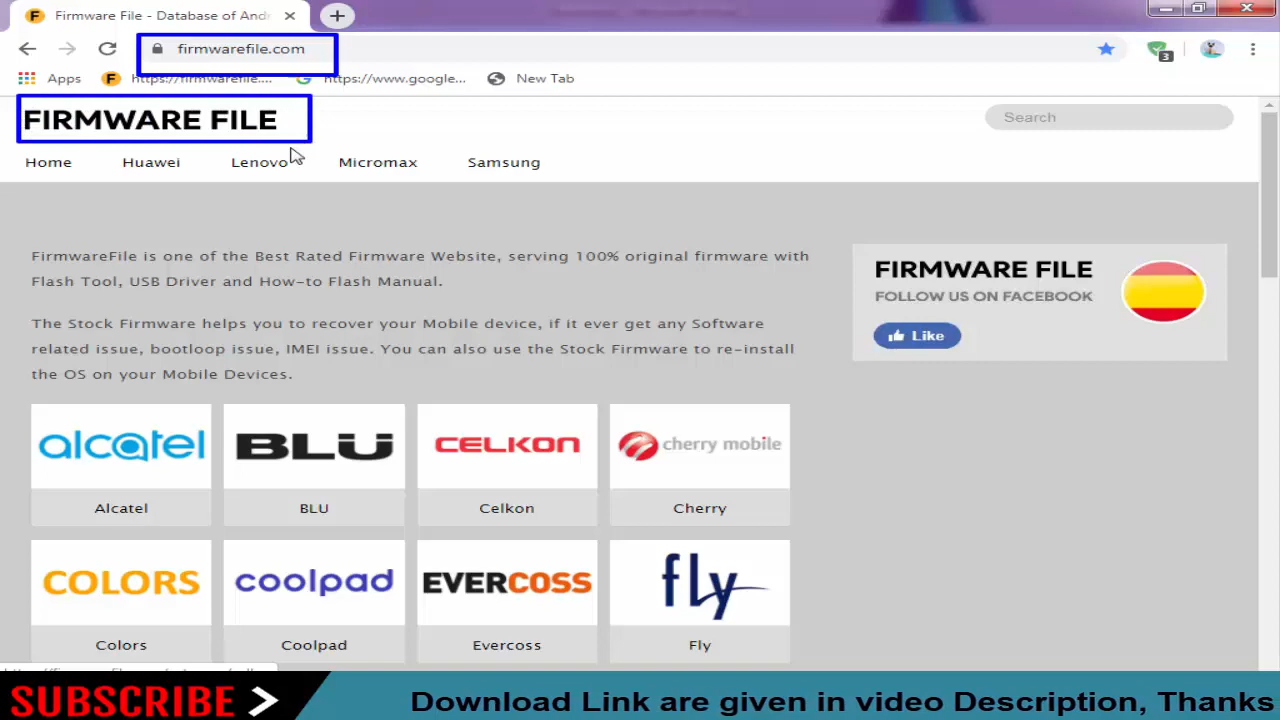 Firmware File - Database of And
firmwarefile.com
3
Apps
https://firmwarefile....
https://www.google...
New Tab
FIRMWARE FILE
Search
Home
Huawei
Lenovo
Micromax
Samsung
FirmwareFile is one of the Best Rated Firmware Website, serving 100% original firmware with
Flash Tool, USB Driver and How-to Flash Manual.
The Stock Firmware helps you to recover your Mobile device, if it ever get any Software
related issue, bootloop issue, IMEI issue. You can also use the Stock Firmware to re-install
the OS on your Mobile Devices.
FIRMWARE FILE
FOLLOW US ON FACEBOOK
Like
alcatel
BLU
CELKON
cherry mobile
Alcatel
BLU
Celkon
Cherry
COLORS
coolpad
EVERCOSS
fly
Colors
Coolpad
Evercoss
Fly
SUBSCRIBE
Download Link are given in video Description, Thanks